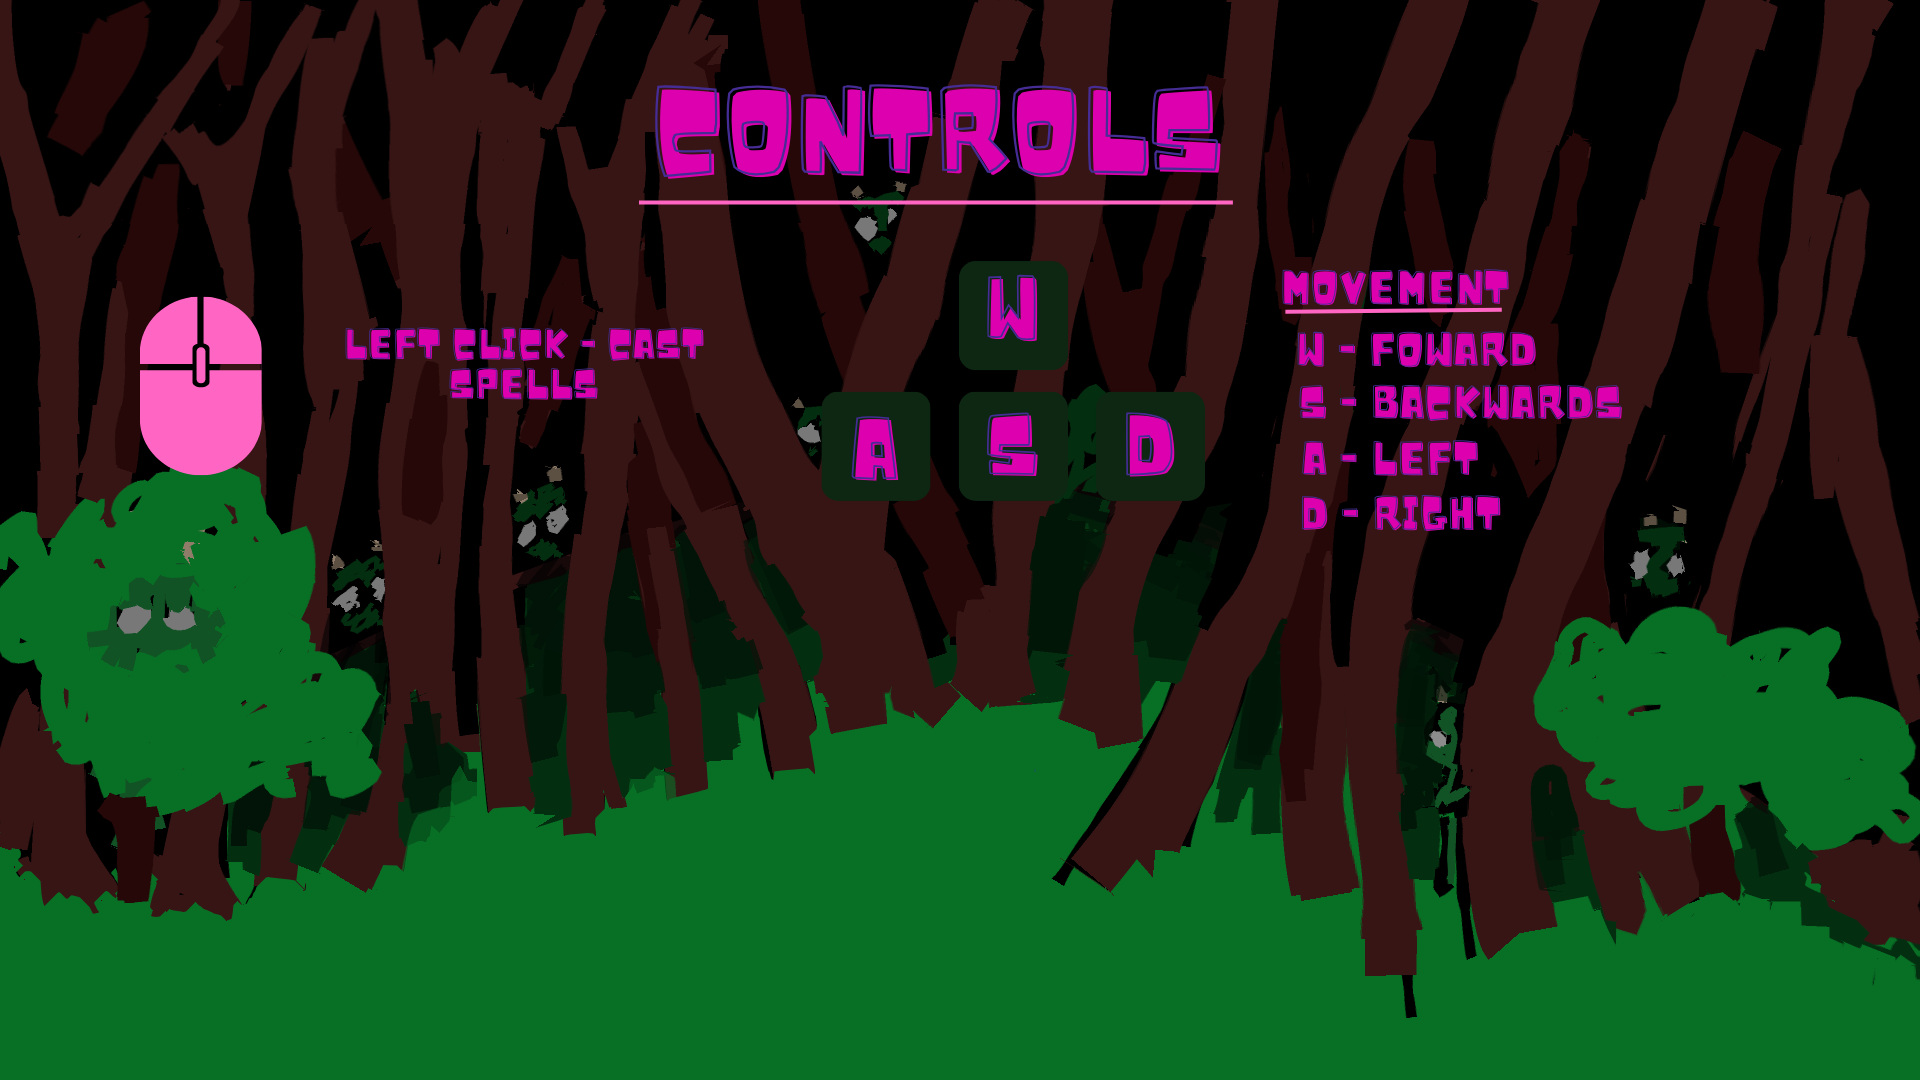 CONTROLS
LEFT CLICK - CAST
SPELLS
W
A S D
MOVEMENT
W - FOWARD
S - BACKWARDS
A - LEFT
D - RIGHT